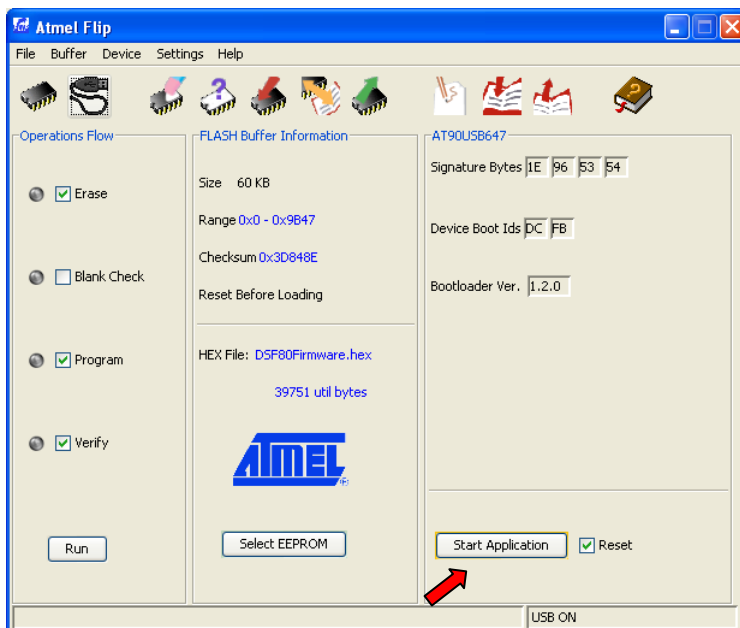 Atmel Flip
File Buffer Device Settings Help
Operations Flow
Erase
Blank Check
Program
Verify
Run
FLASH Buffer Information
Size 60 KB
Range 0x0 - 0x9B47
Checksum 0x3D848E
Reset Before Loading
HEX File: DSF80Firmware.hex
39751 util bytes
ATMEL
Select EEPROM
AT90USB647
Signature Bytes 1E 96 53 54
Device Boot Ids DC FB
Bootloader Ver. 1.2.0
Start Application Reset
USB ON